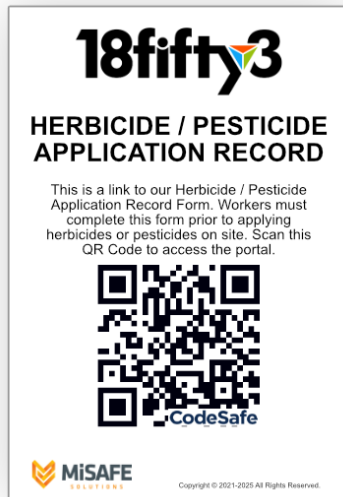 18fifty3
HERBICIDE / PESTICIDE
APPLICATION RECORD
This is a link to our Herbicide / Pesticide
Application Record Form. Workers must
complete this form prior to applying
herbicides or pesticides on site. Scan this
QR Code to access the portal.
CodeSafe
MiSAFE
SOLUTIONS
Copyright © 2021-2025 All Rights Reserved.